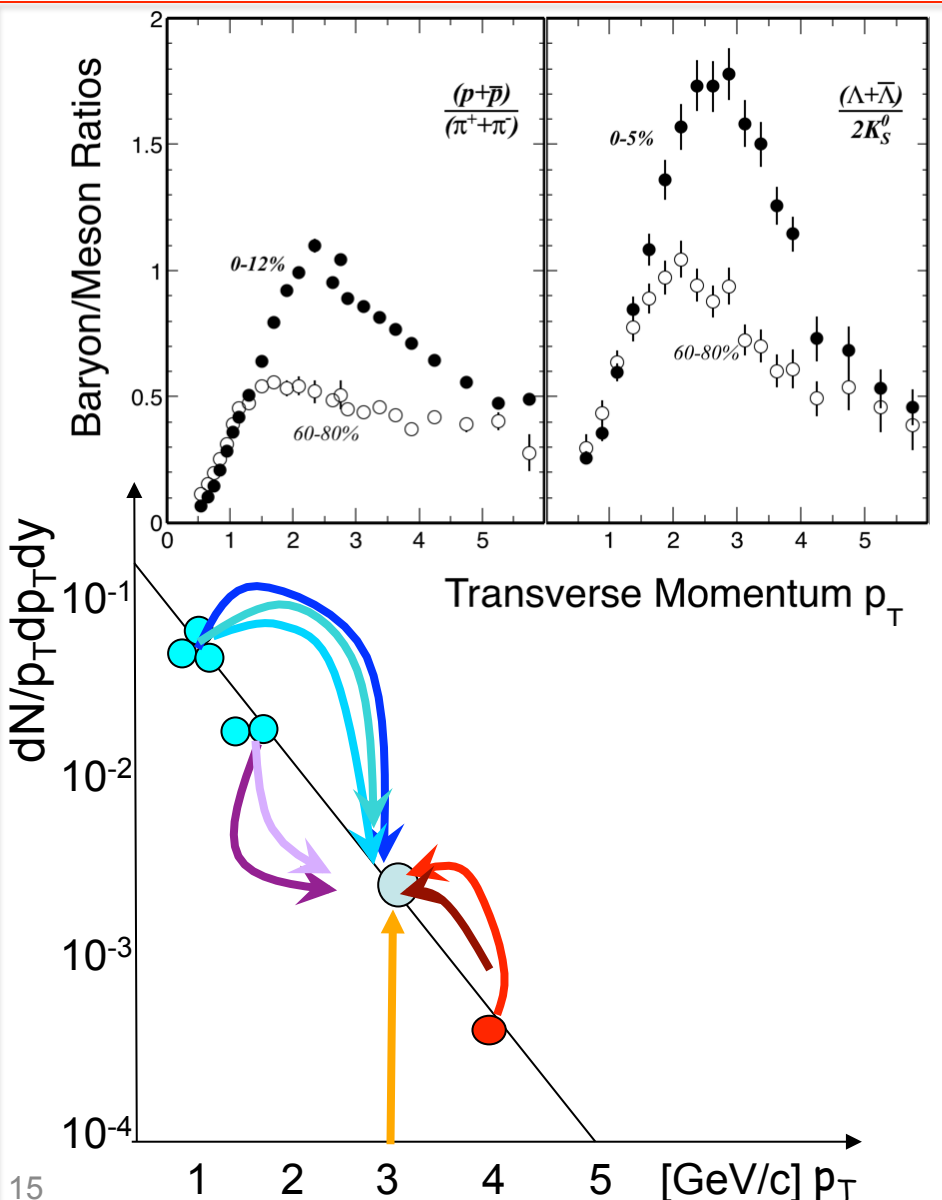 Baryon/Meson Ratios
2
1.5
1
0.5
0
(p+p̅)
(π⁺+π⁻)
0-12%
60-80%
(Λ+Λ̅)
2K⁰S
0-5%
60-80%
0 1 2 3 4 5 1 2 3 4 5
Transverse Momentum pT
dN/pTdpTdy
10⁻¹
10⁻²
10⁻³
10⁻⁴
1 2 3 4 5 [GeV/c] pT
15